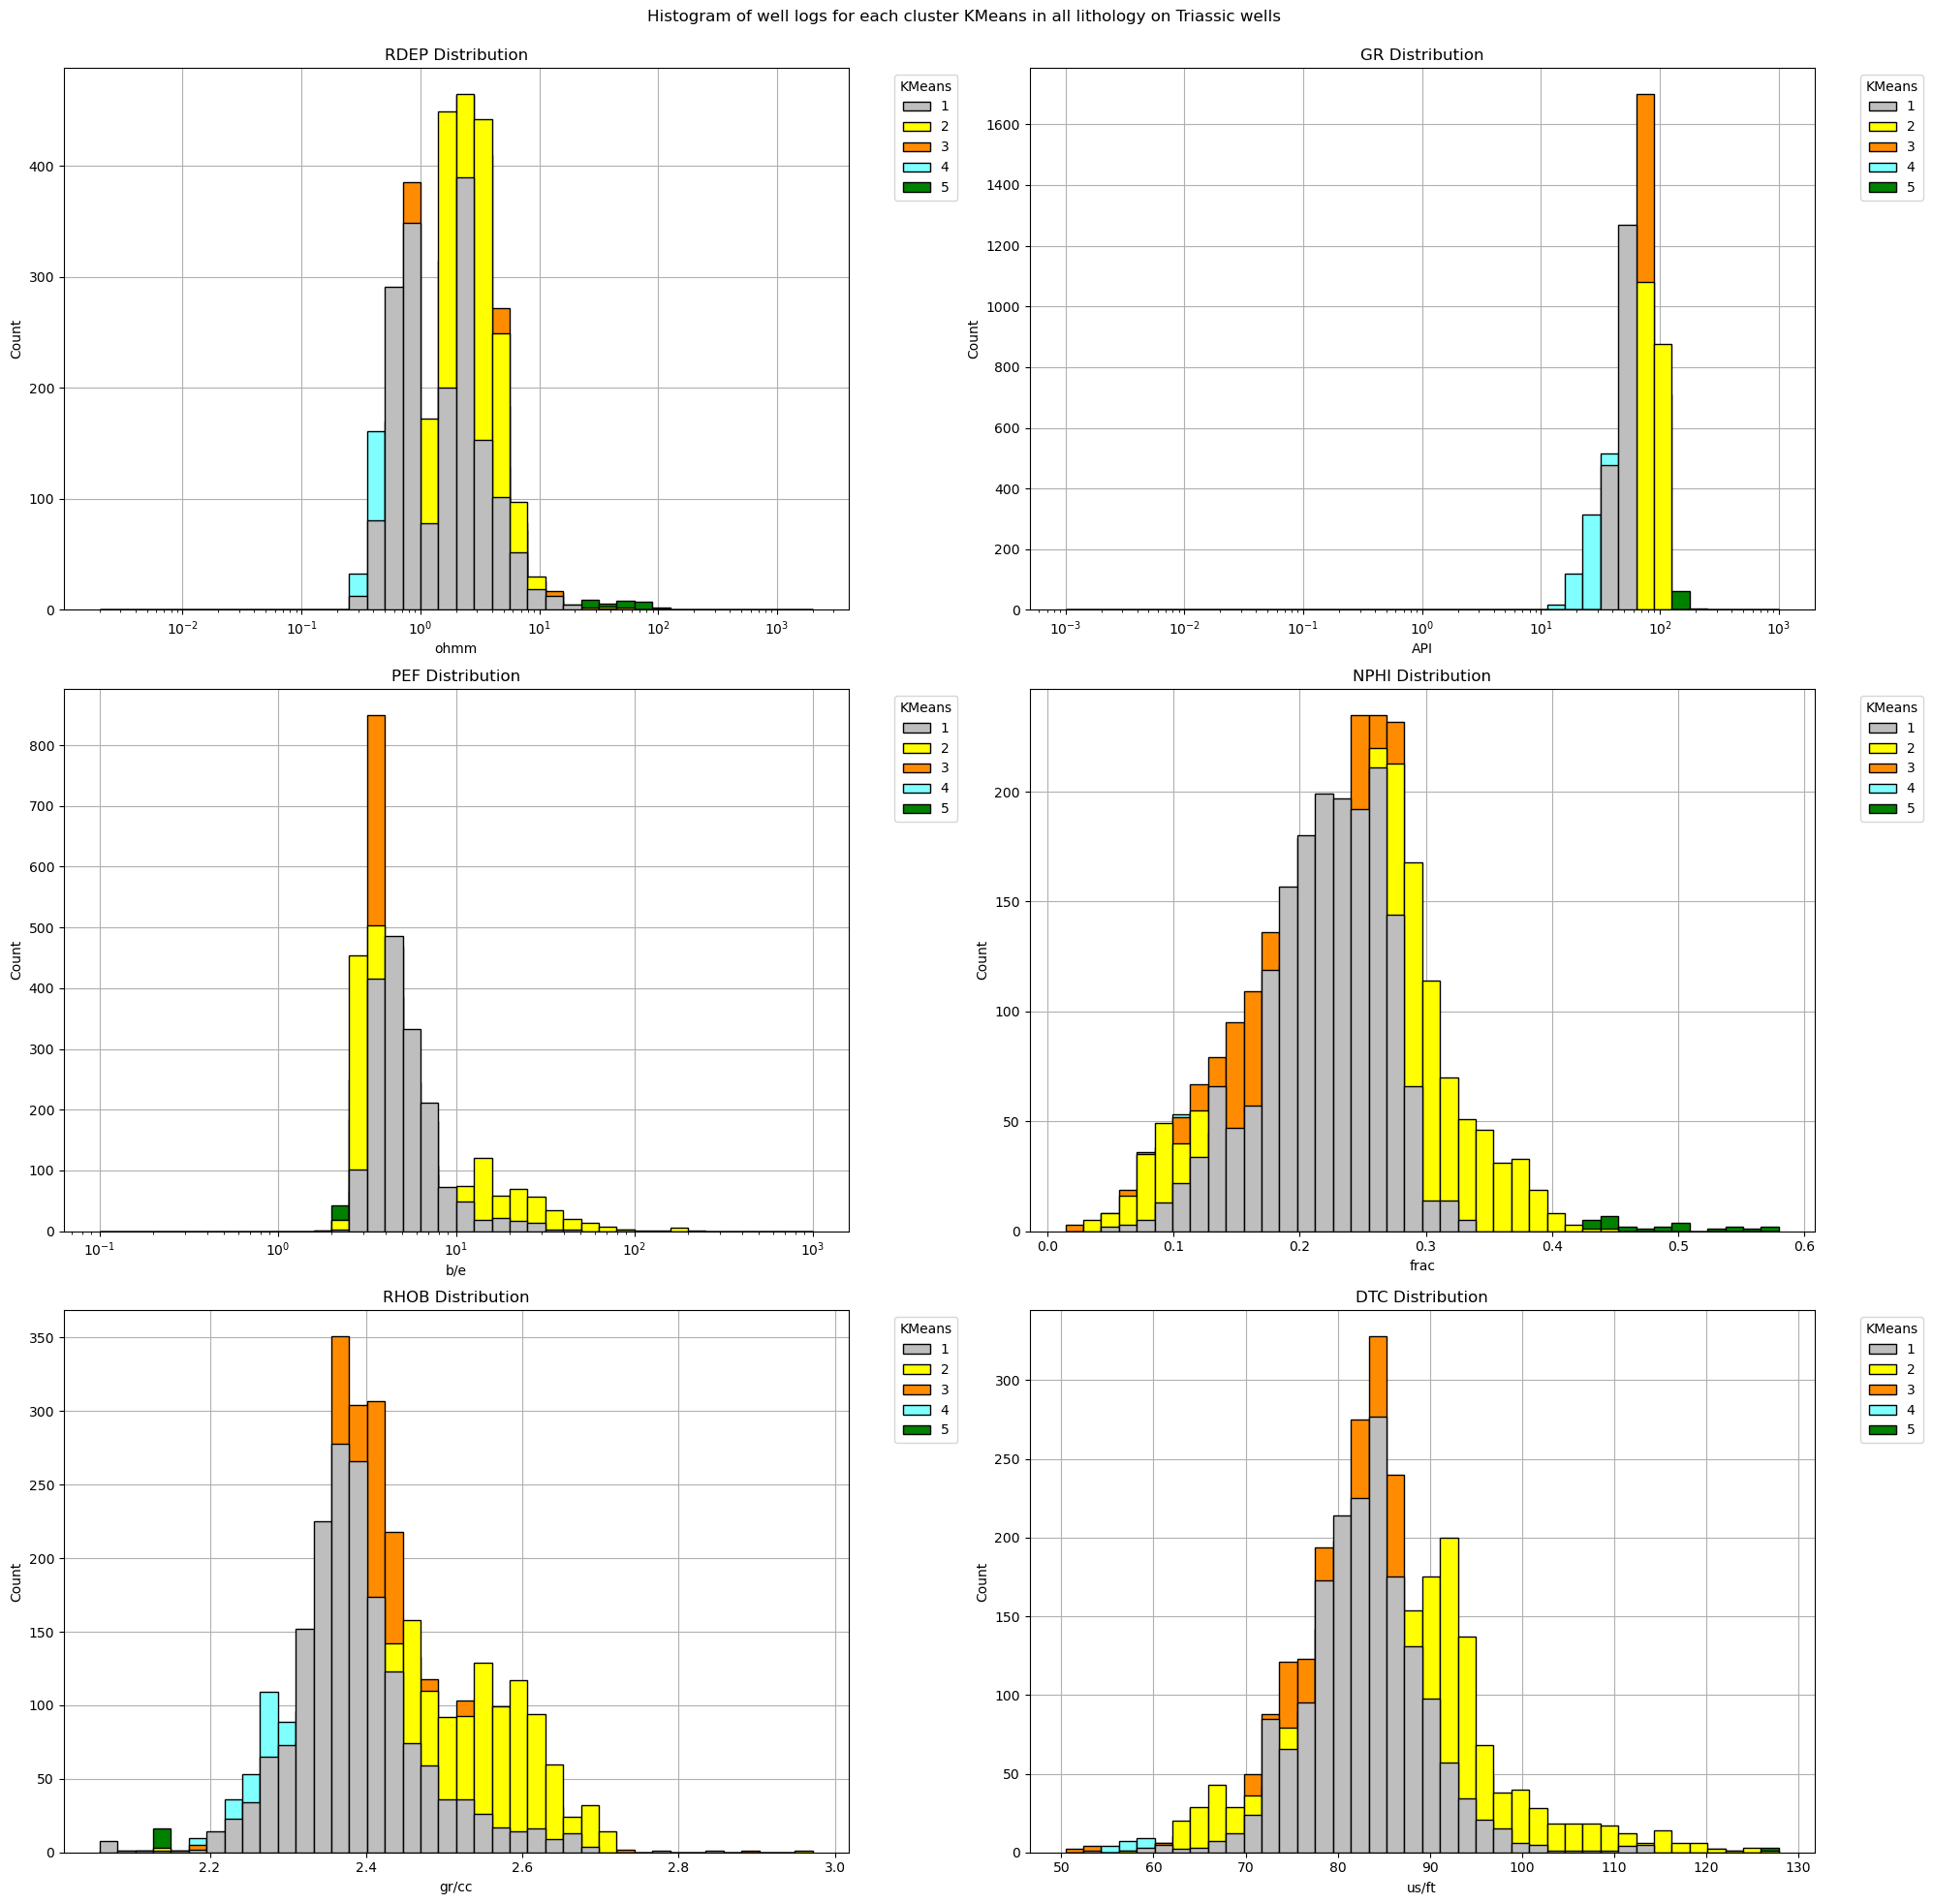 Histogram of well logs for each cluster KMeans in all lithology on Triassic wells
RDEP Distribution
Count
400
300
200
100
0
10⁻² 10⁻¹ 10⁰ 10¹ 10² 10³
ohmm
KMeans
1
2
3
4
5
GR Distribution
Count
1600
1400
1200
1000
800
600
400
200
0
10⁻³ 10⁻² 10⁻¹ 10⁰ 10¹ 10² 10³
API
KMeans
1
2
3
4
5
PEF Distribution
Count
800
700
600
500
400
300
200
100
0
10⁻¹ 10⁰ 10¹ 10² 10³
b/e
KMeans
1
2
3
4
5
NPHI Distribution
Count
200
150
100
50
0
0.0 0.1 0.2 0.3 0.4 0.5 0.6
frac
KMeans
1
2
3
4
5
RHOB Distribution
Count
350
300
250
200
150
100
50
0
2.2 2.4 2.6 2.8 3.0
gr/cc
KMeans
1
2
3
4
5
DTC Distribution
Count
300
250
200
150
100
50
0
50 60 70 80 90 100 110 120 130
us/ft
KMeans
1
2
3
4
5